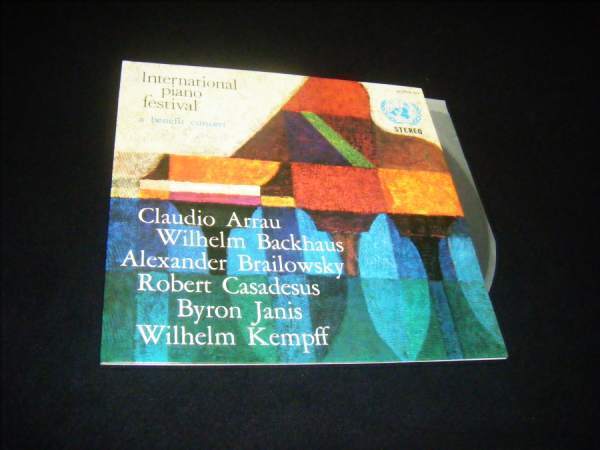 International
piano
festival
a benefit concert
STEREO
Claudio Arrau
Wilhelm Backhaus
Alexander Brailowsky
Robert Casadesus
Byron Janis
Wilhelm Kempff